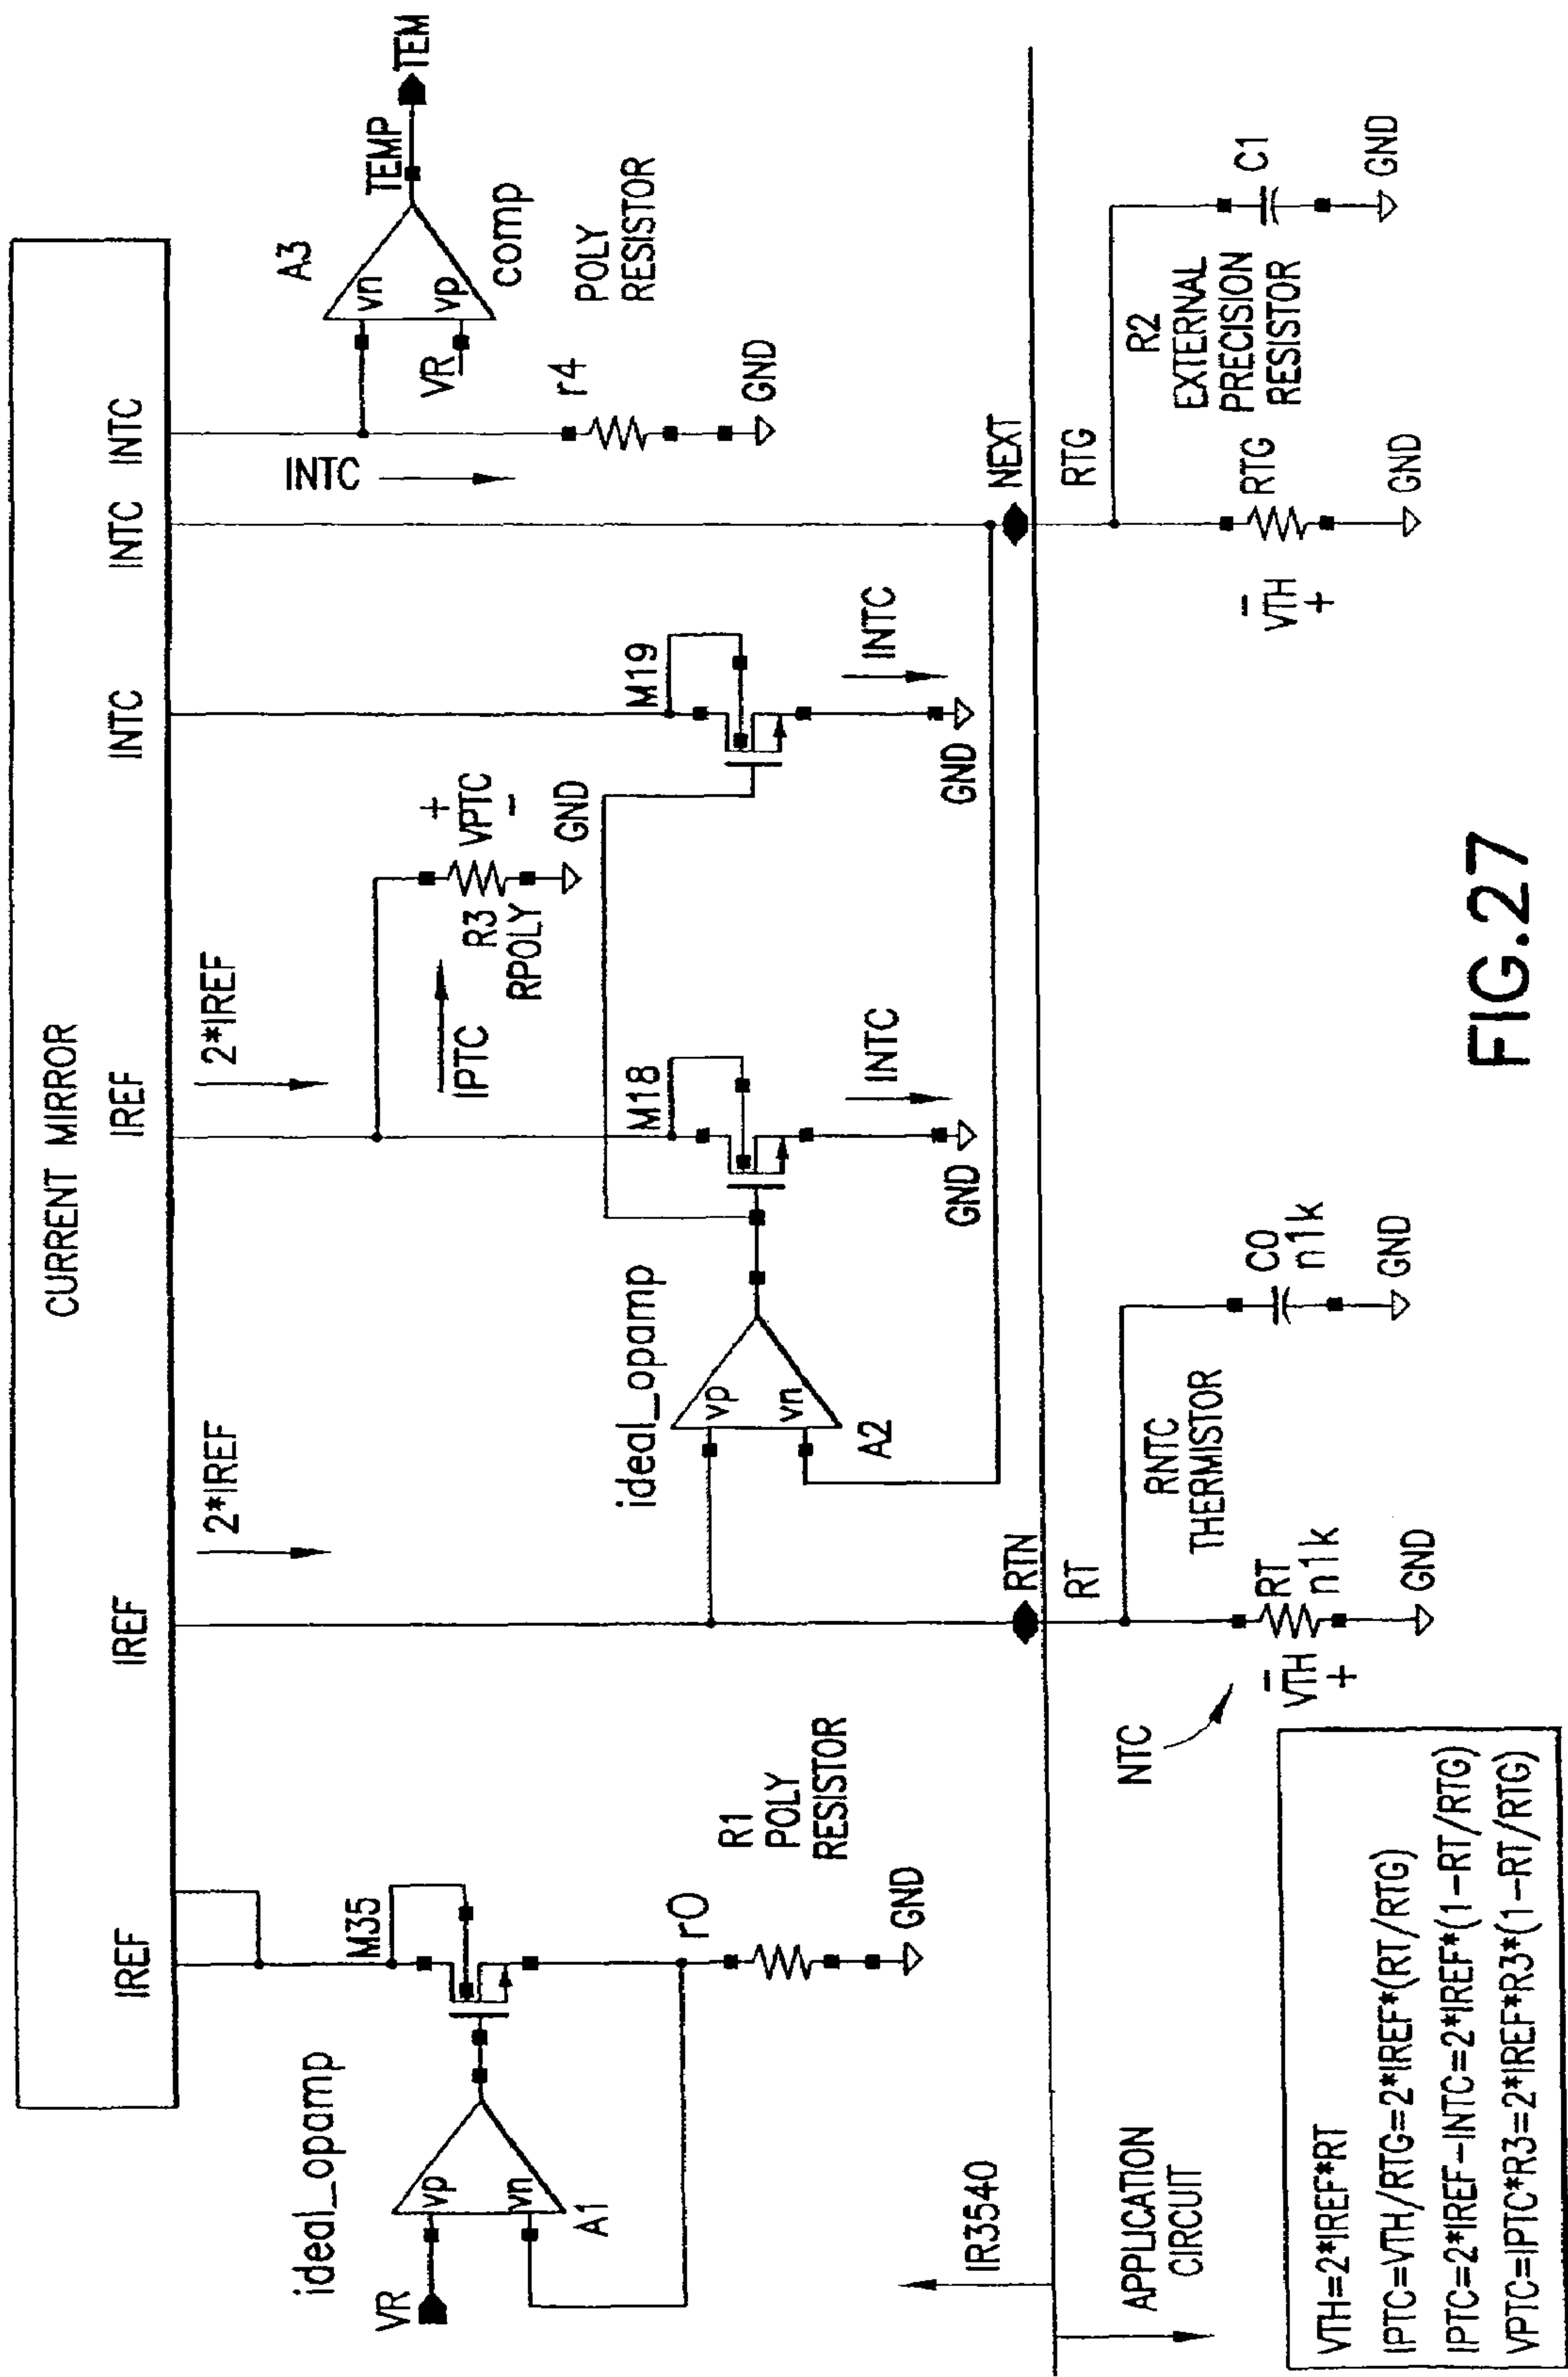 CURRENT MIRROR
IREF
IREF
IREF
INTC
INTC
INTC
2*IREF
2*IREF
INTC
ideal_opamp
VR
vp
vn
A1
M35
r0
R1
POLY
RESISTOR
GND
ideal_opamp
vp
vn
A2
M18
INTC
GND
IPTC
R3
RPOLY
+
VPTC
−
GND
M19
INTC
GND
A3
vn
vp
VR
comp
TEMP
TEM
r4
POLY
RESISTOR
GND
IR3540
APPLICATION
CIRCUIT
RTN
RT
NTC
−
VTH
+
RT
n1k
GND
RNTC
THERMISTOR
C0
n1k
GND
NEXT
RTG
−
VTH
+
RTG
GND
R2
EXTERNAL
PRECISION
RESISTOR
C1
GND
VTH=2*IREF*RT
IPTC=VTH/RTG=2*IREF*(RT/RTG)
IPTC=2*IREF-INTC=2*IREF*(1-RT/RTG)
VPTC=IPTC*R3=2*IREF*R3*(1-RT/RTG)
FIG.27